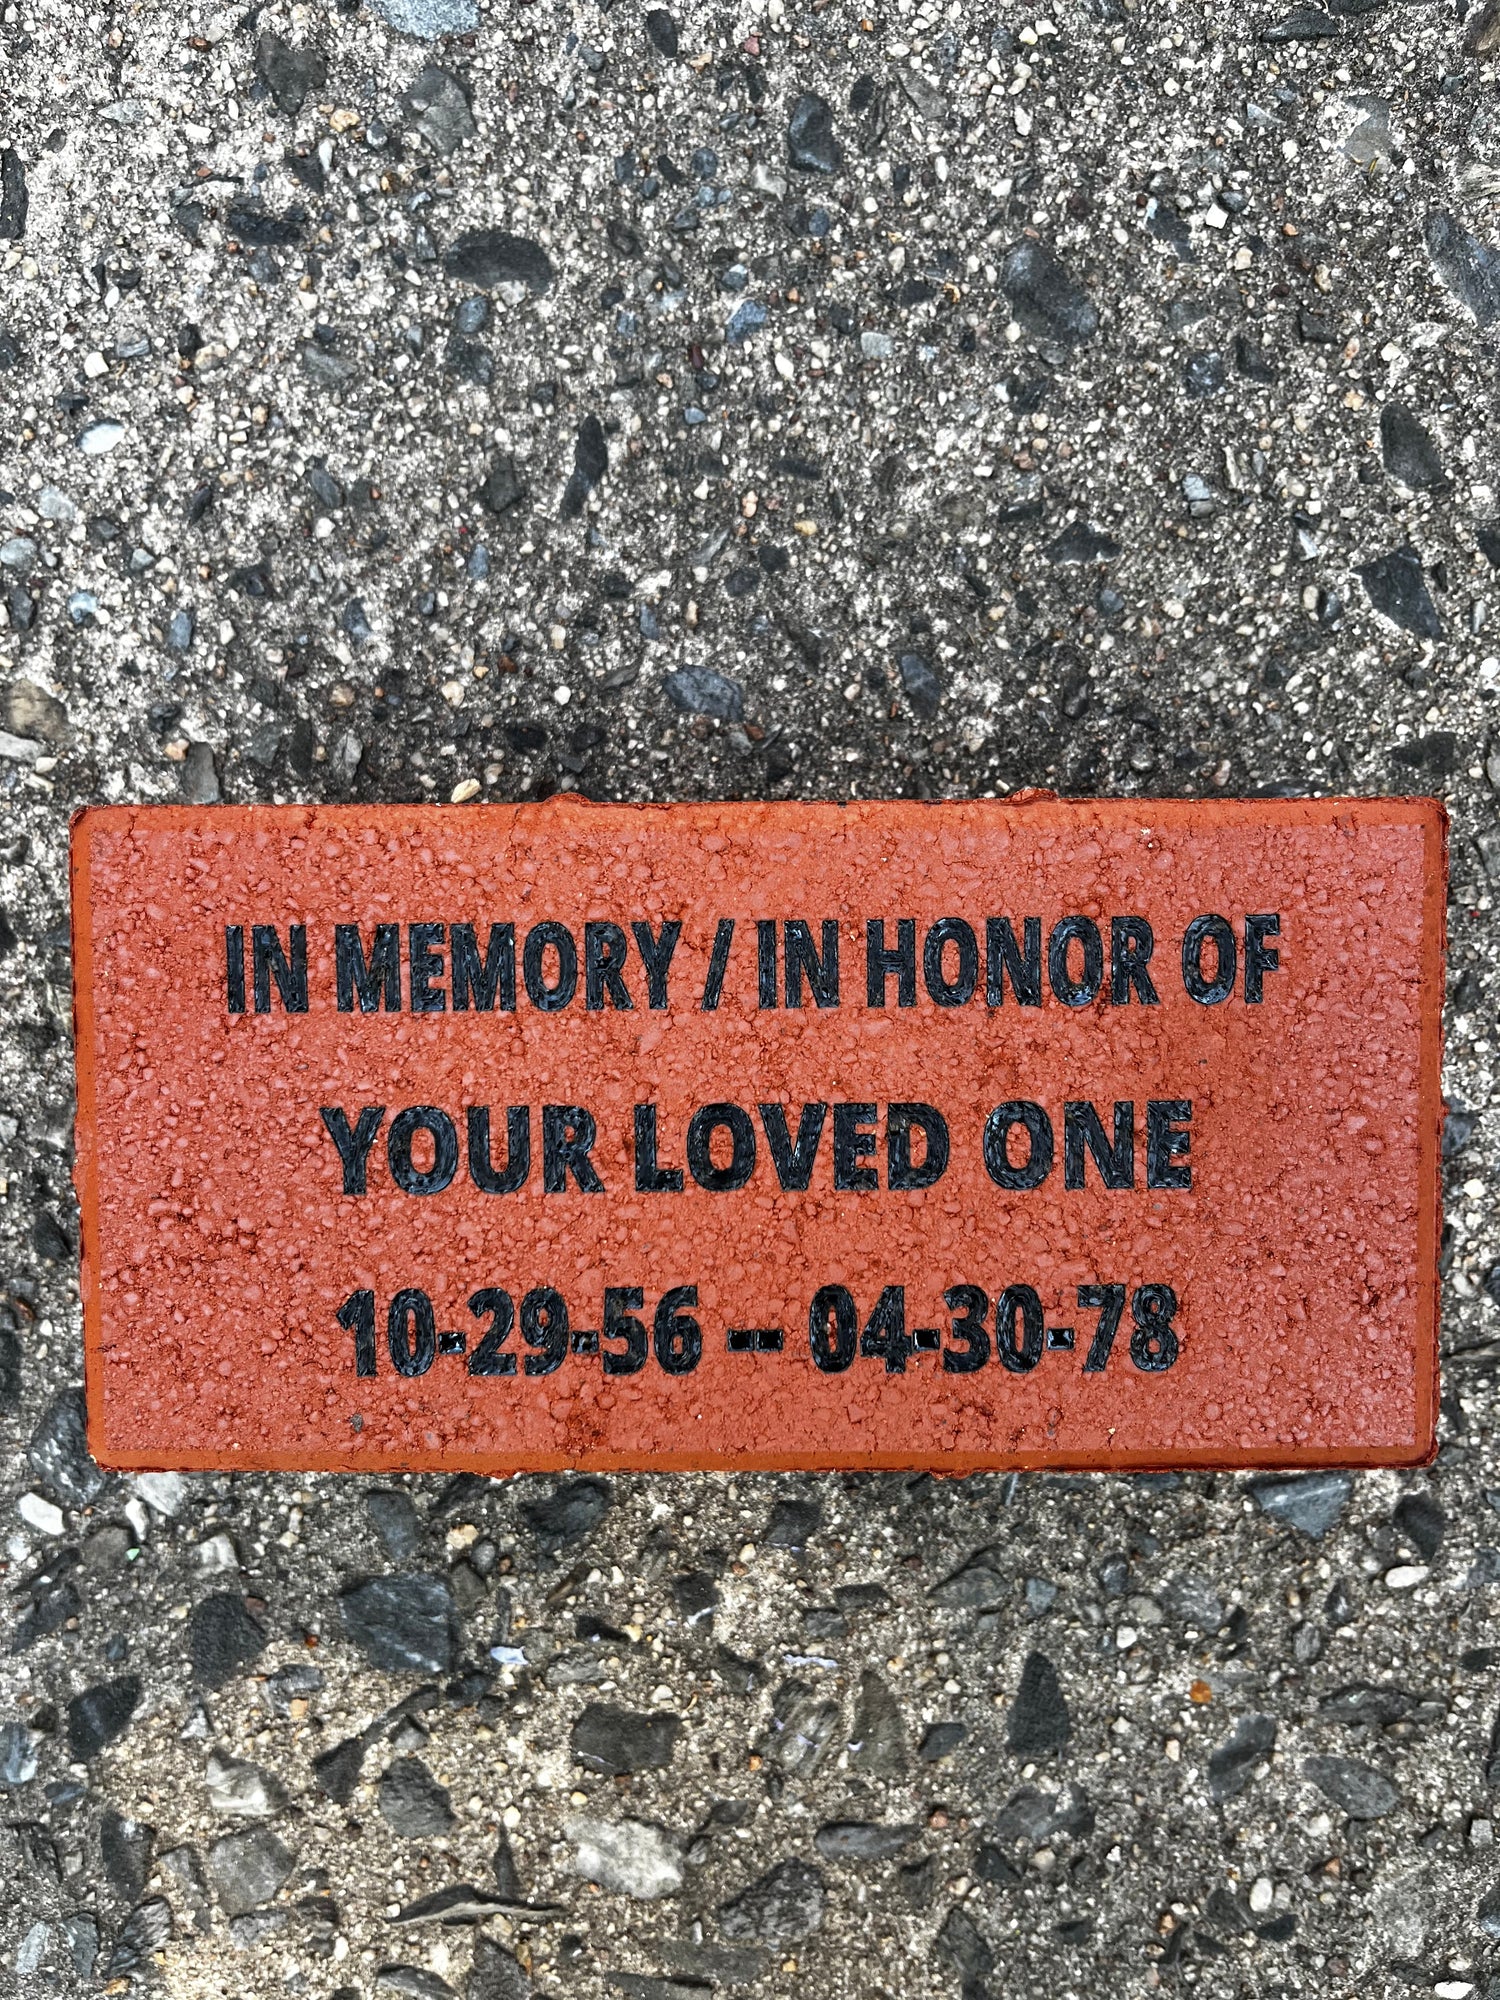 IN MEMORY / IN HONOR OF
YOUR LOVED ONE
10-29-56 -- 04-30-78